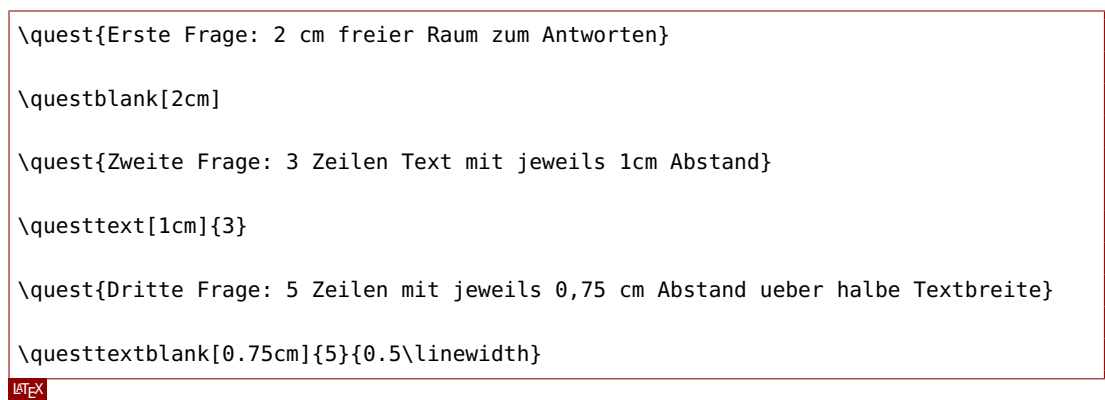 \quest{Erste Frage: 2 cm freier Raum zum Antworten}
\questblank[2cm]
\quest{Zweite Frage: 3 Zeilen Text mit jeweils 1cm Abstand}
\questtext[1cm]{3}
\quest{Dritte Frage: 5 Zeilen mit jeweils 0,75 cm Abstand ueber halbe Textbreite}
\questtextblank[0.75cm]{5}{0.5\linewidth}
LATEX